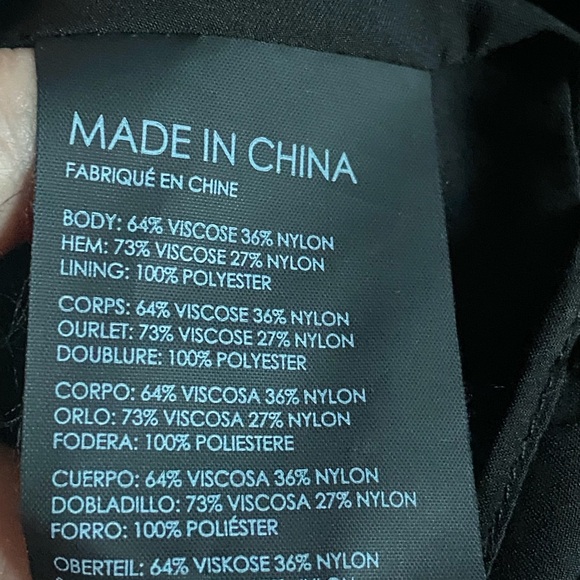 MADE IN CHINA
FABRIQUÉ EN CHINE
BODY: 64% VISCOSE 36% NYLON
HEM: 73% VISCOSE 27% NYLON
LINING: 100% POLYESTER
CORPS: 64% VISCOSE 36% NYLON
OURLET: 73% VISCOSE 27% NYLON
DOUBLURE: 100% POLYESTER
CORPO: 64% VISCOSA 36% NYLON
ORLO: 73% VISCOSA 27% NYLON
FODERA: 100% POLIESTERE
CUERPO: 64% VISCOSA 36% NYLON
DOBLADILLO: 73% VISCOSA 27% NYLON
FORRO: 100% POLIÉSTER
OBERTEIL: 64% VISKOSE 36% NYLON